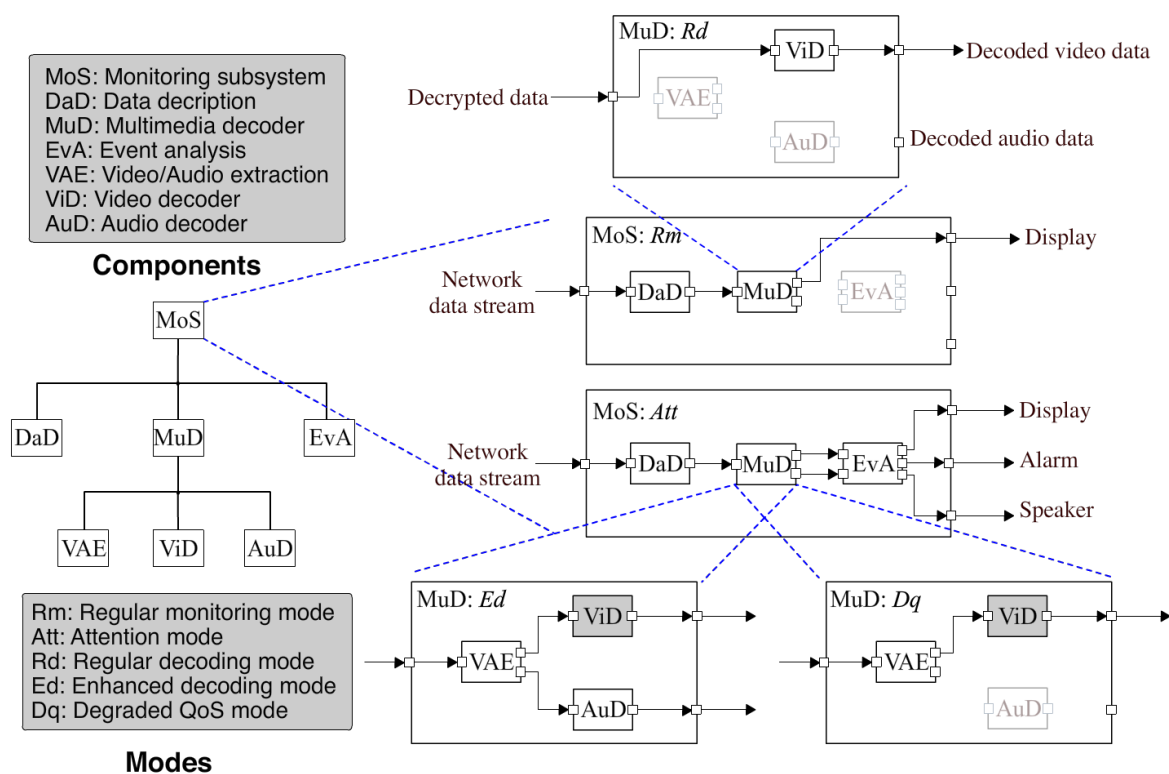 MoS: Monitoring subsystem
DaD: Data decription
MuD: Multimedia decoder
EvA: Event analysis
VAE: Video/Audio extraction
ViD: Video decoder
AuD: Audio decoder
Components
MoS
DaD
MuD
EvA
VAE
ViD
AuD
Rm: Regular monitoring mode
Att: Attention mode
Rd: Regular decoding mode
Ed: Enhanced decoding mode
Dq: Degraded QoS mode
Modes
MuD: Rd
ViD
VAE
AuD
Decrypted data
Decoded video data
Decoded audio data
MoS: Rm
Network
data stream
DaD
MuD
EvA
Display
MoS: Att
Network
data stream
DaD
MuD
EvA
Display
Alarm
Speaker
MuD: Ed
ViD
VAE
AuD
MuD: Dq
ViD
VAE
AuD